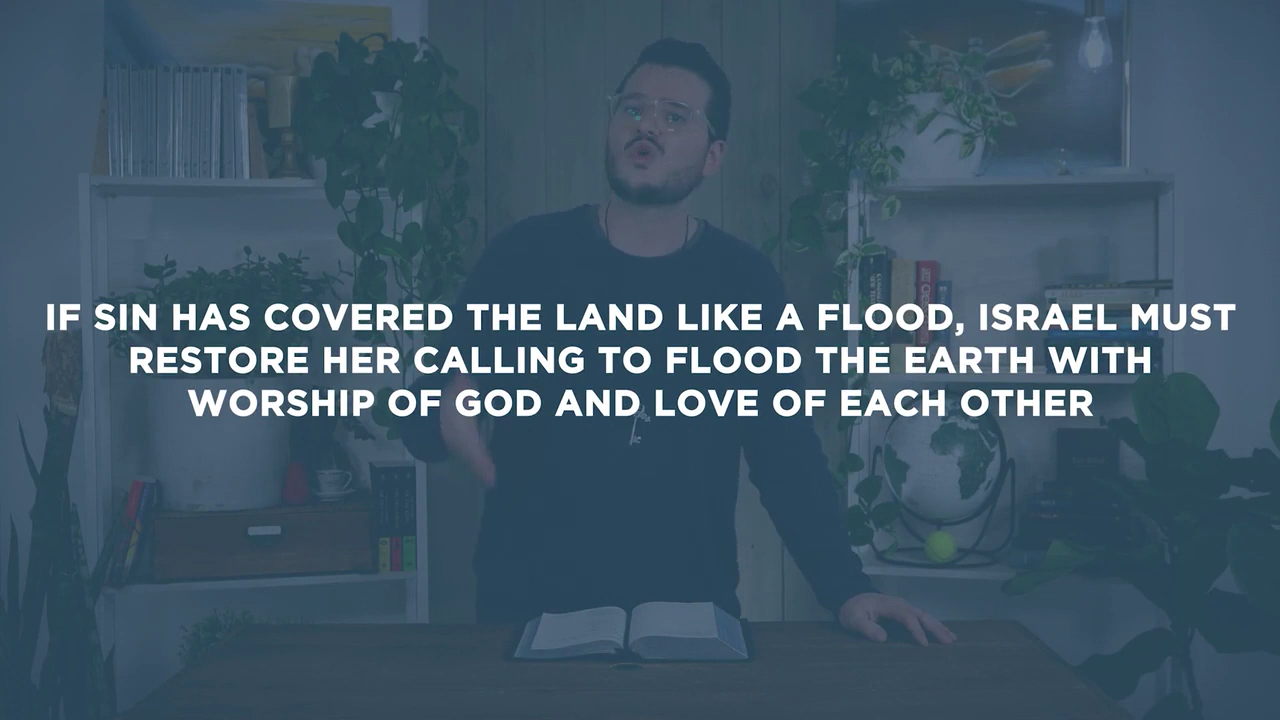 IF SIN HAS COVERED THE LAND LIKE A FLOOD, ISRAEL MUST
RESTORE HER CALLING TO FLOOD THE EARTH WITH
WORSHIP OF GOD AND LOVE OF EACH OTHER